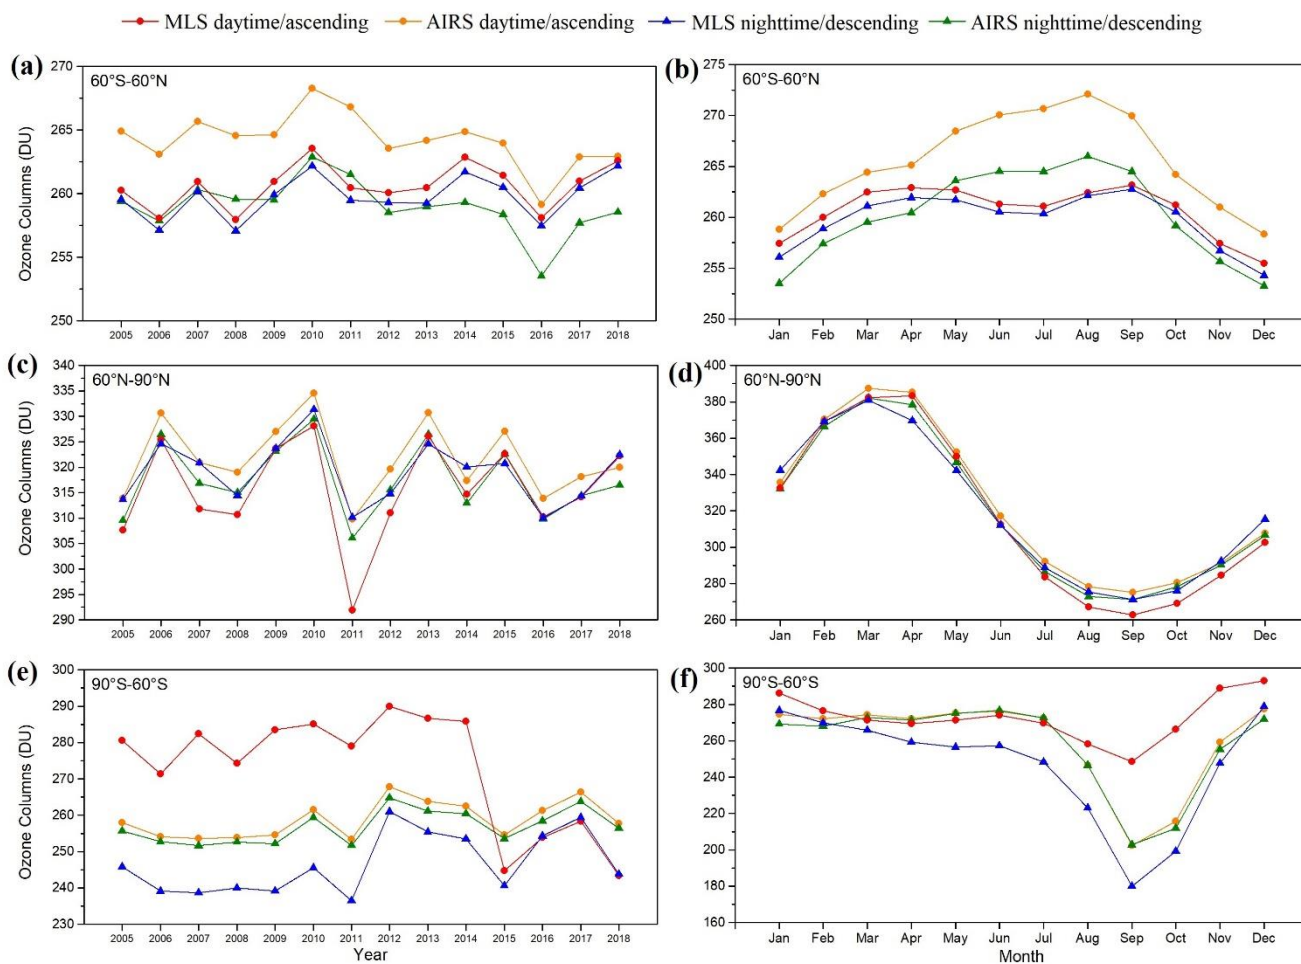 MLS daytime/ascending AIRS daytime/ascending MLS nighttime/descending AIRS nighttime/descending
(a) 60°S-60°N
270
265
260
255
250
Ozone Columns (DU)
2005 2006 2007 2008 2009 2010 2011 2012 2013 2014 2015 2016 2017 2018
(b) 60°S-60°N
275
270
265
260
255
250
Jan Feb Mar Apr May Jun Jul Aug Sep Oct Nov Dec
(c) 60°N-90°N
340
335
330
325
320
315
310
305
300
295
290
Ozone Columns (DU)
2005 2006 2007 2008 2009 2010 2011 2012 2013 2014 2015 2016 2017 2018
(d) 60°N-90°N
400
380
360
340
320
300
280
260
Jan Feb Mar Apr May Jun Jul Aug Sep Oct Nov Dec
(e) 90°S-60°S
300
290
280
270
260
250
240
230
Ozone Columns (DU)
2005 2006 2007 2008 2009 2010 2011 2012 2013 2014 2015 2016 2017 2018
Year
(f) 90°S-60°S
300
280
260
240
220
200
180
160
Jan Feb Mar Apr May Jun Jul Aug Sep Oct Nov Dec
Month